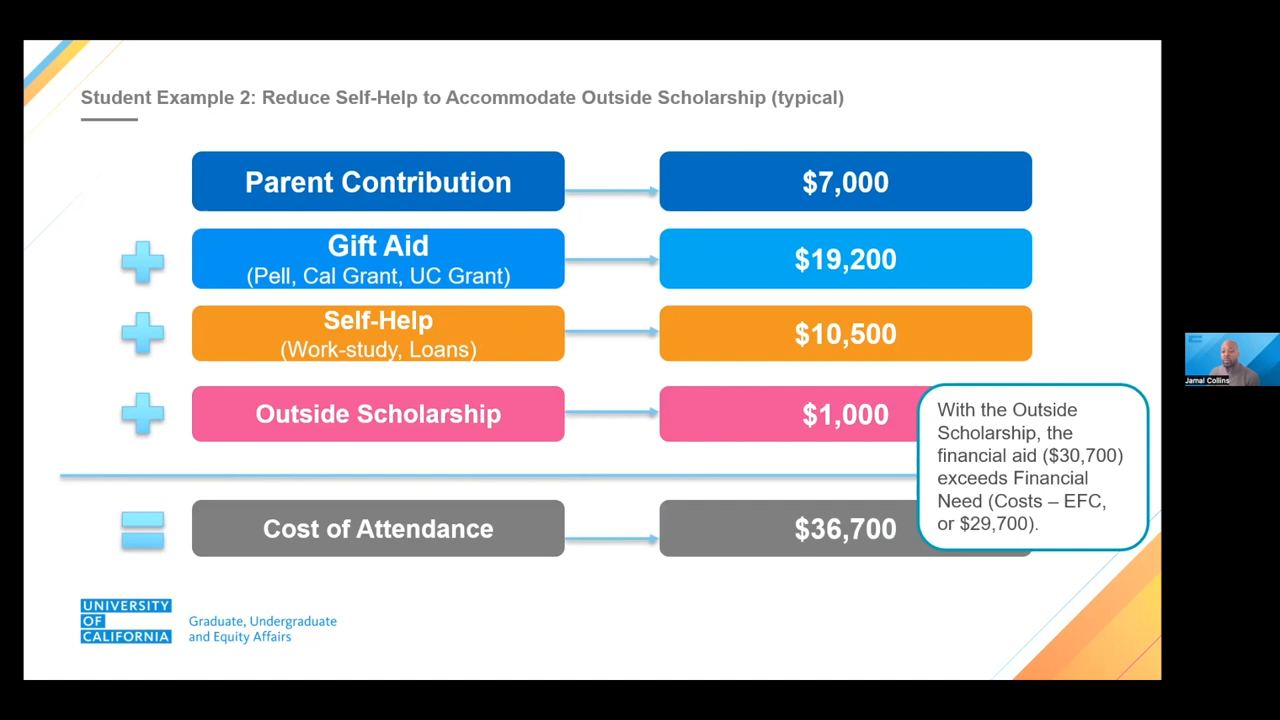 Student Example 2: Reduce Self-Help to Accommodate Outside Scholarship (typical)
Parent Contribution
$7,000
Gift Aid
(Pell, Cal Grant, UC Grant)
$19,200
Self-Help
(Work-study, Loans)
$10,500
Outside Scholarship
$1,000
With the Outside
Scholarship, the
financial aid ($30,700)
exceeds Financial
Need (Costs – EFC,
or $29,700).
Cost of Attendance
$36,700
UNIVERSITY
OF
CALIFORNIA
Graduate, Undergraduate
and Equity Affairs
Jamal Collins